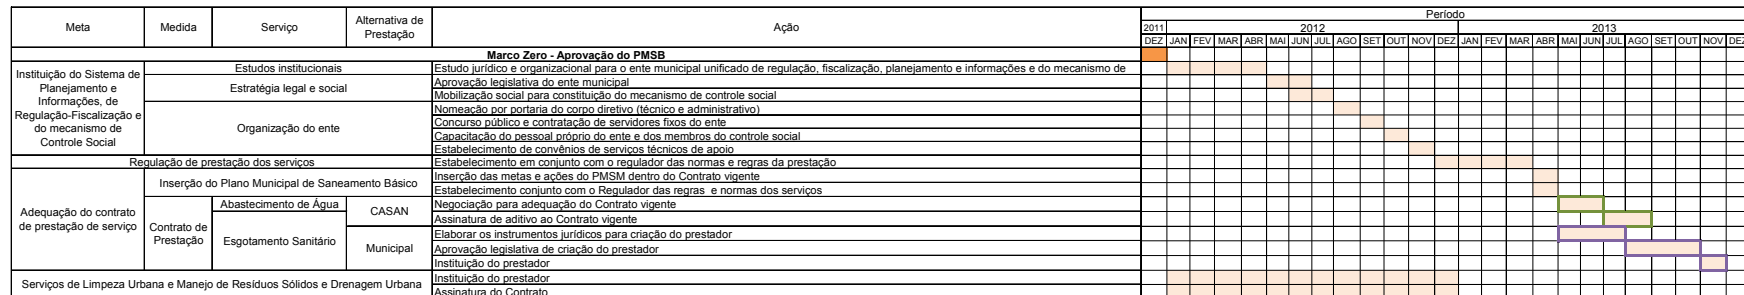 Meta Medida Serviço Alternativa de Prestação Ação Período
2011 2012 2013
DEZ JAN FEV MAR ABR MAI JUN JUL AGO SET OUT NOV DEZ JAN FEV MAR ABR MAI JUN JUL AGO SET OUT NOV DEZ
Marco Zero - Aprovação do PMSB
Instituição do Sistema de
Planejamento e
Informações, de
Regulação-Fiscalização e
do mecanismo de
Controle Social
Estudos institucionais
Estudo jurídico e organizacional para o ente municipal unificado de regulação, fiscalização, planejamento e informações e do mecanismo de
Estratégia legal e social
Aprovação legislativa do ente municipal
Mobilização social para constituição do mecanismo de controle social
Organização do ente
Nomeação por portaria do corpo diretivo (técnico e administrativo)
Concurso público e contratação de servidores fixos do ente
Capacitação do pessoal próprio do ente e dos membros do controle social
Estabelecimento de convênios de serviços técnicos de apoio
Regulação de prestação dos serviços
Estabelecimento em conjunto com o regulador das normas e regras da prestação
Adequação do contrato
de prestação de serviço
Inserção do Plano Municipal de Saneamento Básico
Inserção das metas e ações do PMSM dentro do Contrato vigente
Estabelecimento conjunto com o Regulador das regras e normas dos serviços
Contrato de
Prestação
Abastecimento de Água
Esgotamento Sanitário
CASAN
Negociação para adequação do Contrato vigente
Assinatura de aditivo ao Contrato vigente
Municipal
Elaborar os instrumentos jurídicos para criação do prestador
Aprovação legislativa de criação do prestador
Instituição do prestador
Serviços de Limpeza Urbana e Manejo de Resíduos Sólidos e Drenagem Urbana
Instituição do prestador
Assinatura do Contrato